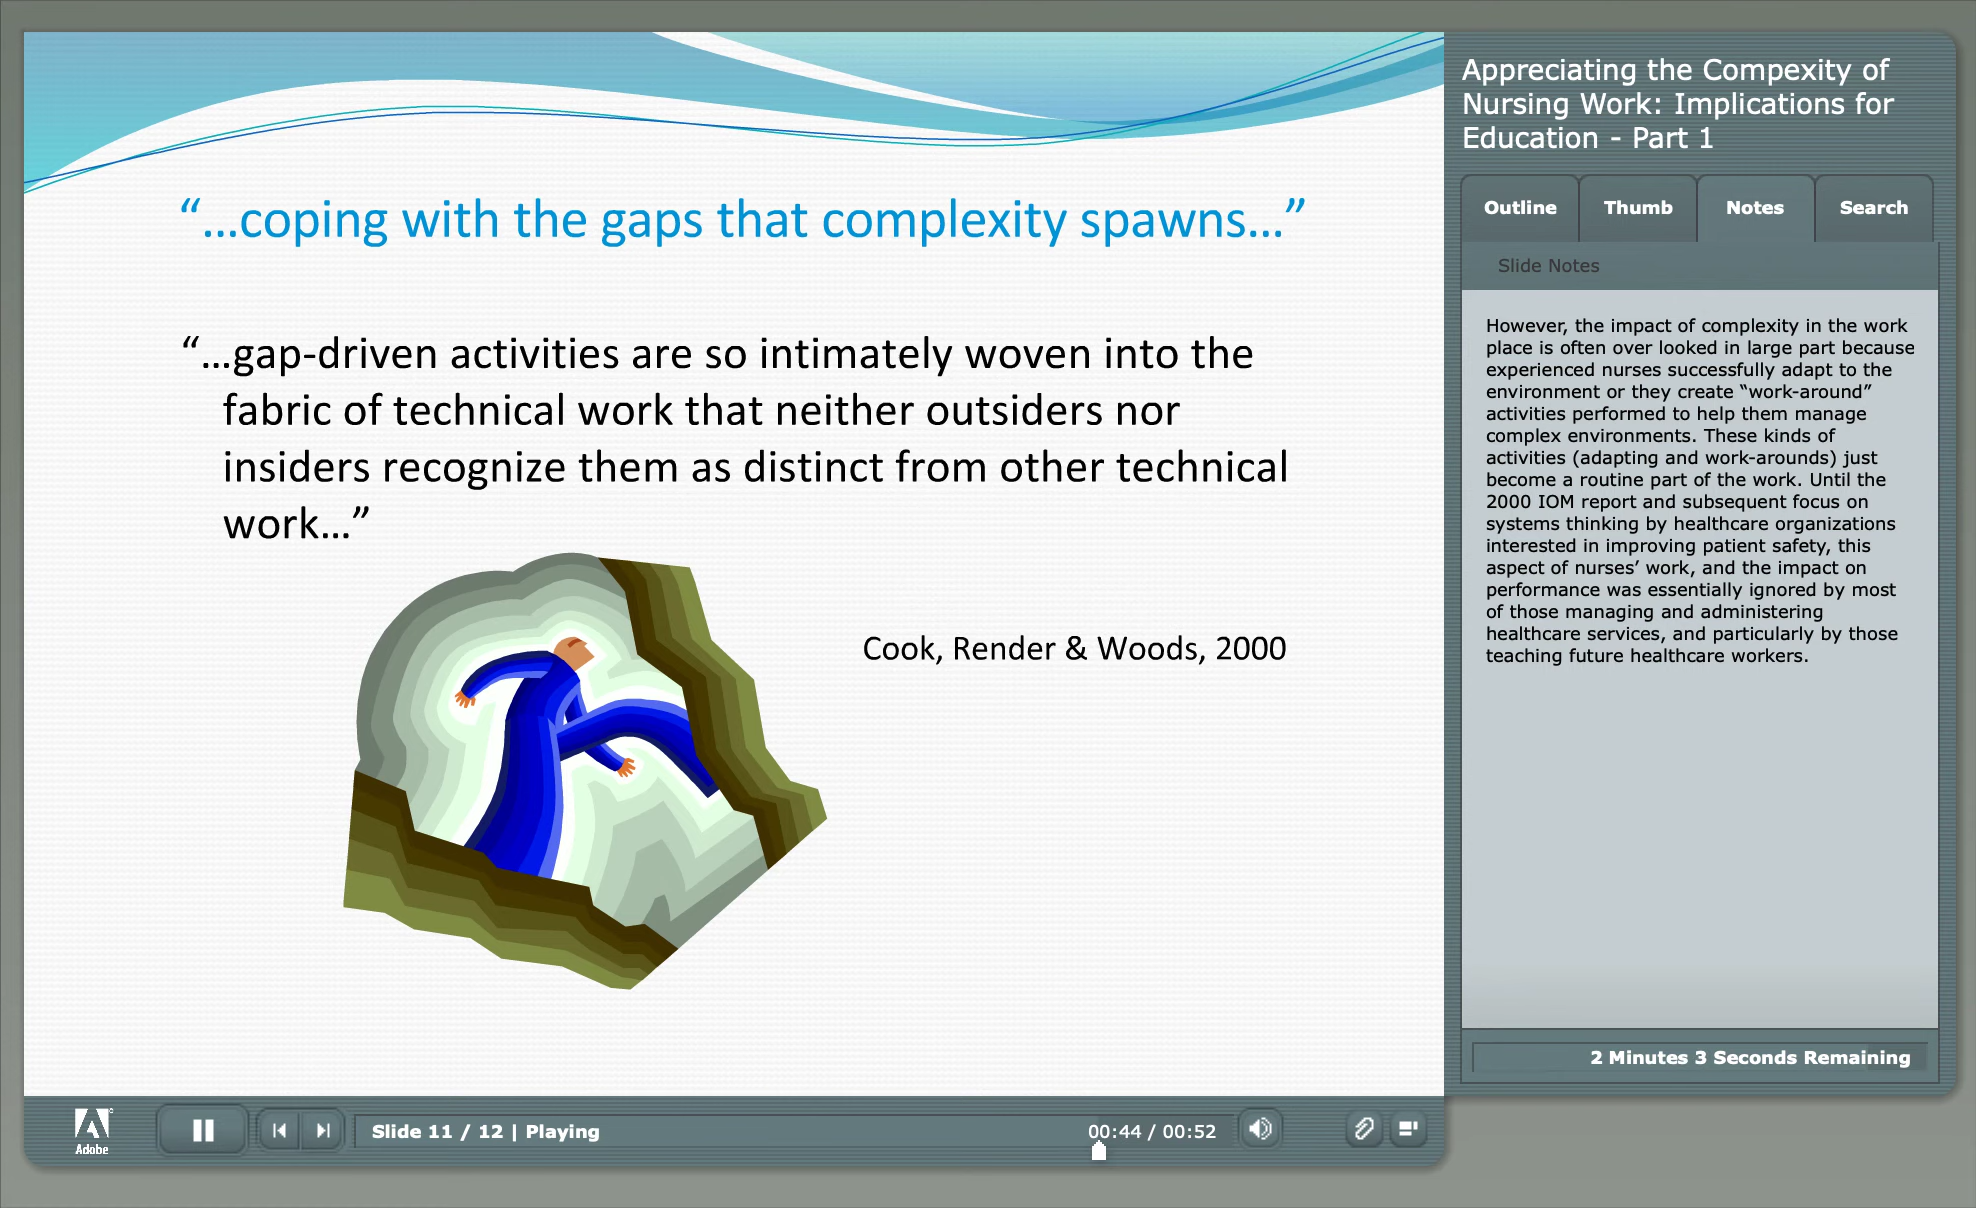 “...coping with the gaps that complexity spawns...”
“...gap-driven activities are so intimately woven into the
fabric of technical work that neither outsiders nor
insiders recognize them as distinct from other technical
work...”
Cook, Render & Woods, 2000
Appreciating the Compexity of
Nursing Work: Implications for
Education - Part 1
Outline Thumb Notes Search
Slide Notes
However, the impact of complexity in the work
place is often over looked in large part because
experienced nurses successfully adapt to the
environment or they create “work-around”
activities performed to help them manage
complex environments. These kinds of
activities (adapting and work-arounds) just
become a routine part of the work. Until the
2000 IOM report and subsequent focus on
systems thinking by healthcare organizations
interested in improving patient safety, this
aspect of nurses’ work, and the impact on
performance was essentially ignored by most
of those managing and administering
healthcare services, and particularly by those
teaching future healthcare workers.
2 Minutes 3 Seconds Remaining
Adobe
Slide 11 / 12 | Playing
00:44 / 00:52